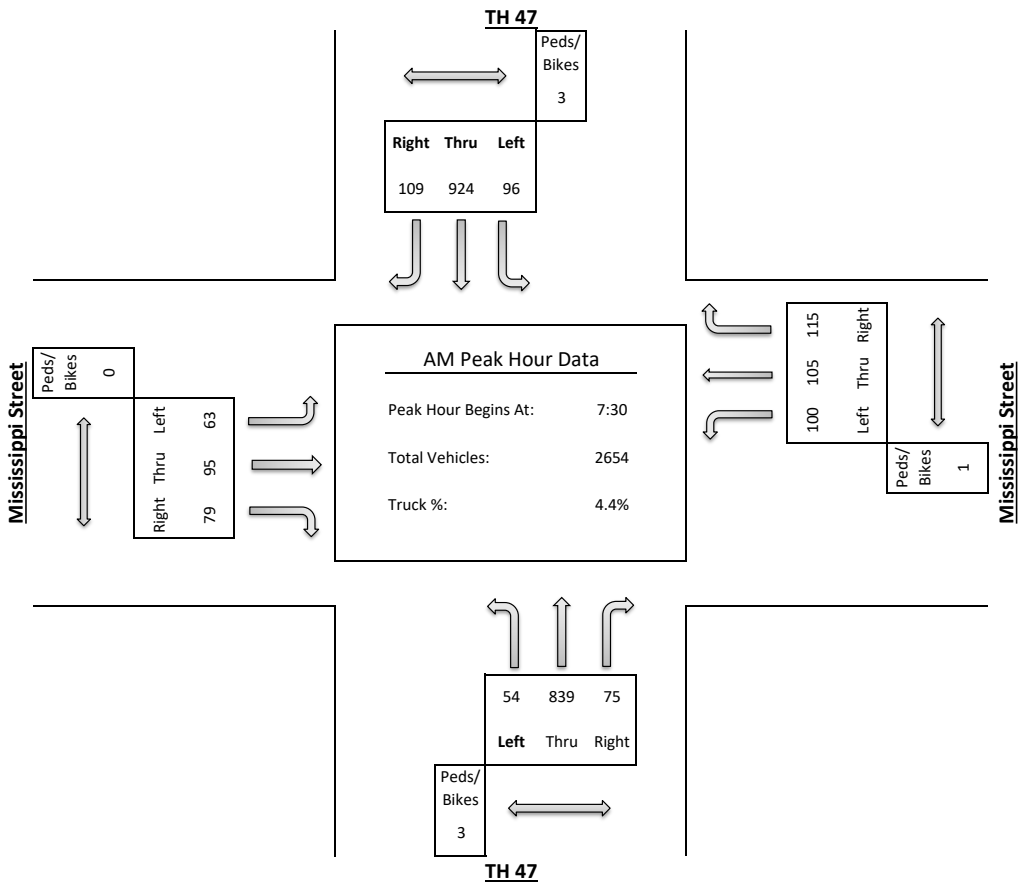 TH 47
Peds/
Bikes
3
Right Thru Left
109 924 96
Mississippi Street
Peds/
Bikes
0
Left 63
Thru 95
Right 79
AM Peak Hour Data
Peak Hour Begins At: 7:30
Total Vehicles: 2654
Truck %: 4.4%
115 Right
105 Thru
100 Left
Peds/
Bikes
1
Mississippi Street
54 839 75
Left Thru Right
Peds/
Bikes
3
TH 47